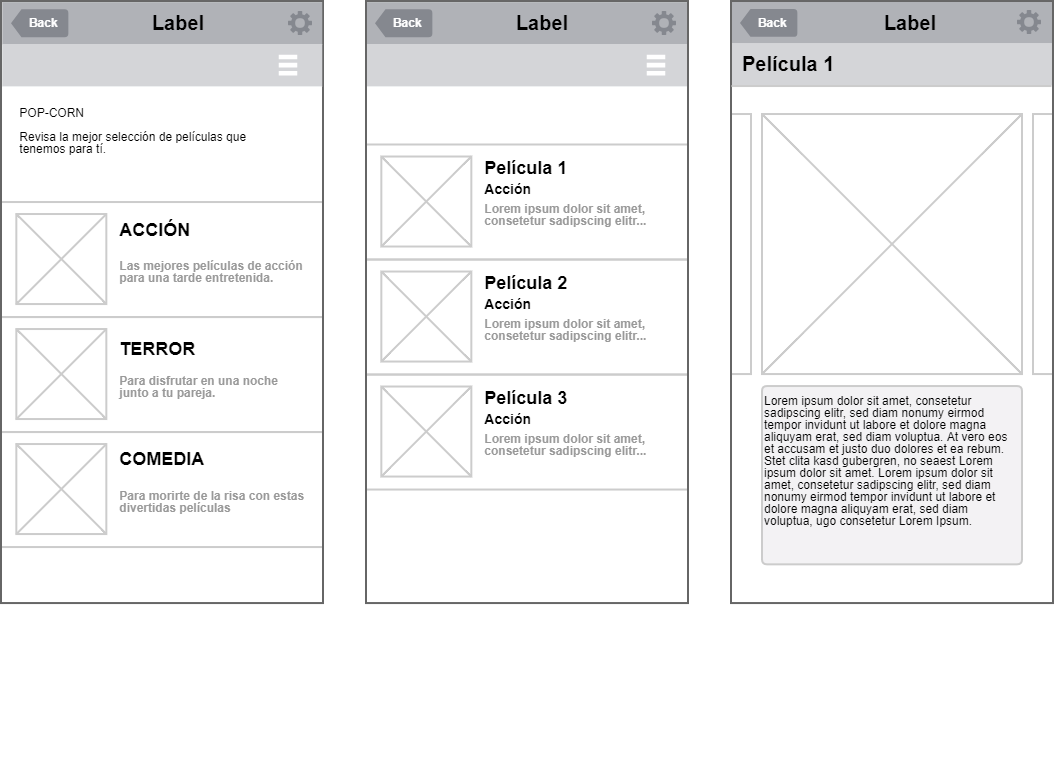 Back
Label
POP-CORN
Revisa la mejor selección de películas que
tenemos para tí.
ACCIÓN
Las mejores películas de acción
para una tarde entretenida.
TERROR
Para disfrutar en una noche
junto a tu pareja.
COMEDIA
Para morirte de la risa con estas
divertidas películas
Back
Label
Película 1
Acción
Lorem ipsum dolor sit amet,
consetetur sadipscing elitr...
Película 2
Acción
Lorem ipsum dolor sit amet,
consetetur sadipscing elitr...
Película 3
Acción
Lorem ipsum dolor sit amet,
consetetur sadipscing elitr...
Back
Label
Película 1
Lorem ipsum dolor sit amet, consetetur
sadipscing elitr, sed diam nonumy eirmod
tempor invidunt ut labore et dolore magna
aliquyam erat, sed diam voluptua. At vero eos
et accusam et justo duo dolores et ea rebum.
Stet clita kasd gubergren, no seaest Lorem
ipsum dolor sit amet. Lorem ipsum dolor sit
amet, consetetur sadipscing elitr, sed diam
nonumy eirmod tempor invidunt ut labore et
dolore magna aliquyam erat, sed diam
voluptua, ugo consetetur Lorem Ipsum.